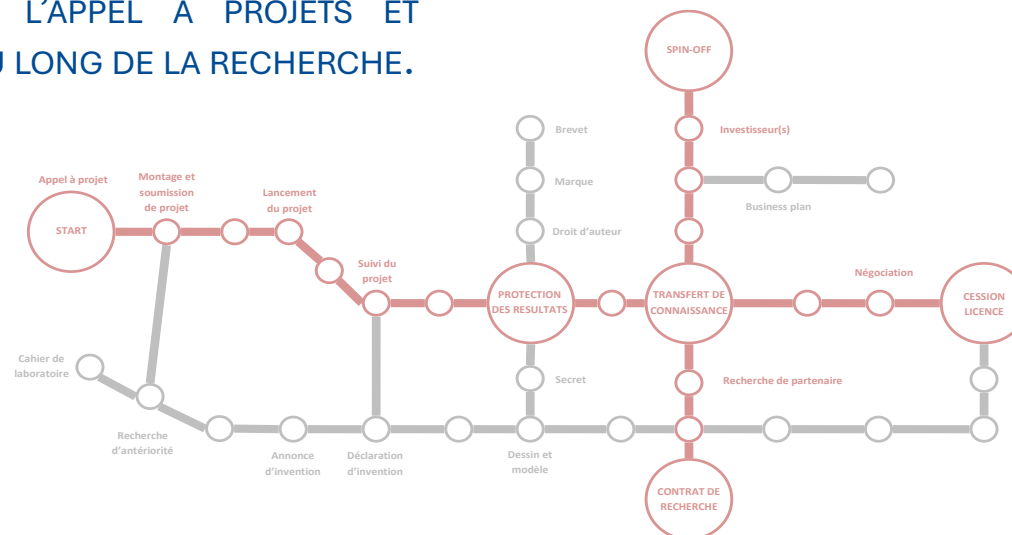 L'APPEL À PROJETS ET
LONG DE LA RECHERCHE.
SPIN-OFF
Investisseur(s)
Brevet
Marque
Business plan
Droit d'auteur
Appel à projet
START
Montage et
soumission
de projet
Lancement
du projet
Suivi du
projet
PROTECTION
DES RESULTATS
TRANSFERT DE
CONNAISSANCE
Négociation
CESSION
LICENCE
Secret
Recherche de partenaire
Cahier de
laboratoire
Recherche
d'antériorité
Annonce
d'invention
Déclaration
d'invention
Dessin et
modèle
CONTRAT DE
RECHERCHE